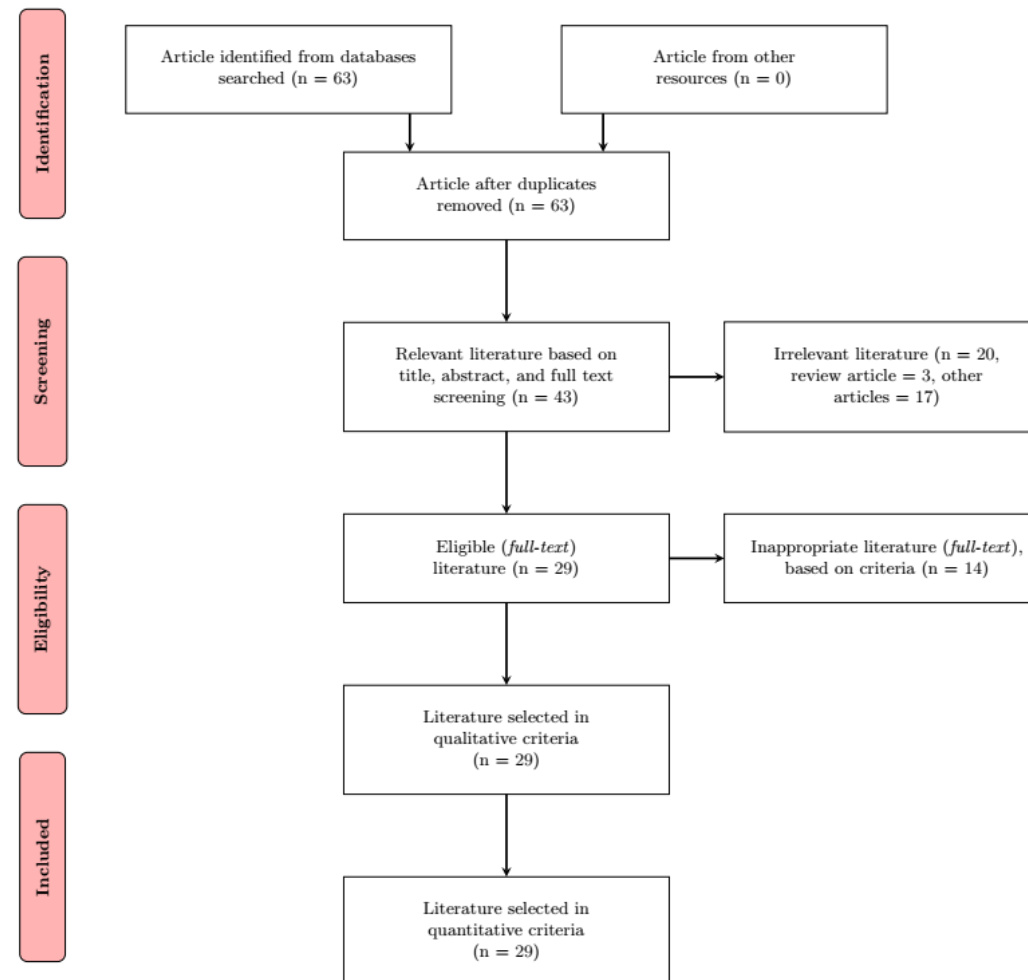 Identification
Article identified from databases
searched (n = 63)
Article from other
resources (n = 0)
Article after duplicates
removed (n = 63)
Screening
Relevant literature based on
title, abstract, and full text
screening (n = 43)
Irrelevant literature (n = 20,
review article = 3, other
articles = 17)
Eligibility
Eligible (full-text)
literature (n = 29)
Inappropriate literature (full-text),
based on criteria (n = 14)
Literature selected in
qualitative criteria
(n = 29)
Included
Literature selected in
quantitative criteria
(n = 29)